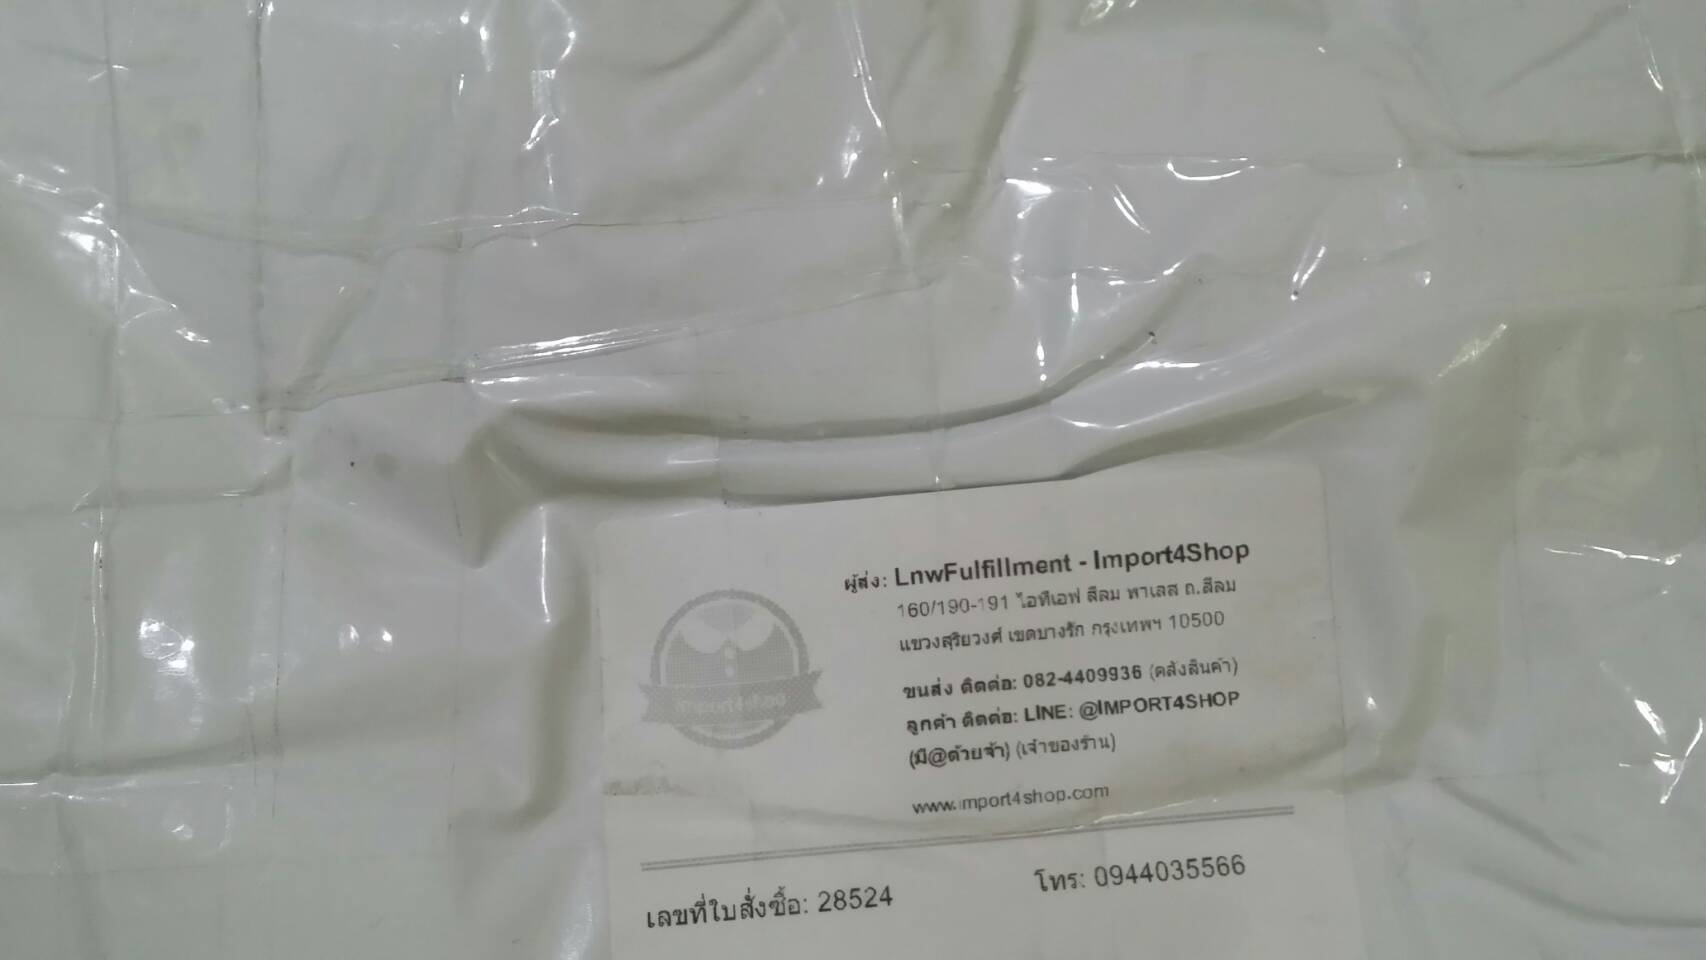 ผู้ส่ง: LnwFulfillment - Import4Shop
160/190-191 ไอทีเอฟ สีลม พาเลส ถ.สีลม
แขวงสุริยวงศ์ เขตบางรัก กรุงเทพฯ 10500
ขนส่ง ติดต่อ: 082-4409936 (คลังสินค้า)
ลูกค้า ติดต่อ: LINE: @IMPORT4SHOP
(มี@ด้วยจ้า) (เจ้าของร้าน)
import4shop
www.import4shop.com
เลขที่ใบสั่งซื้อ: 28524
โทร: 0944035566